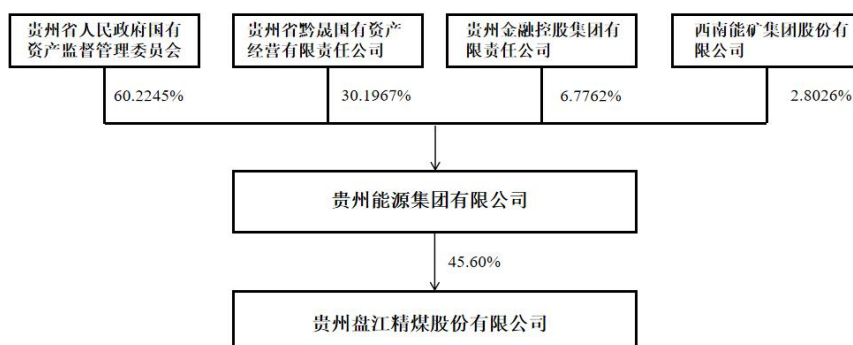 贵州省人民政府国有
资产监督管理委员会
贵州省黔晟国有资产
经营有限责任公司
贵州金融控股集团有
限责任公司
西南能矿集团股份有
限公司
60.2245%
30.1967%
6.7762%
2.8026%
贵州能源集团有限公司
45.60%
贵州盘江精煤股份有限公司